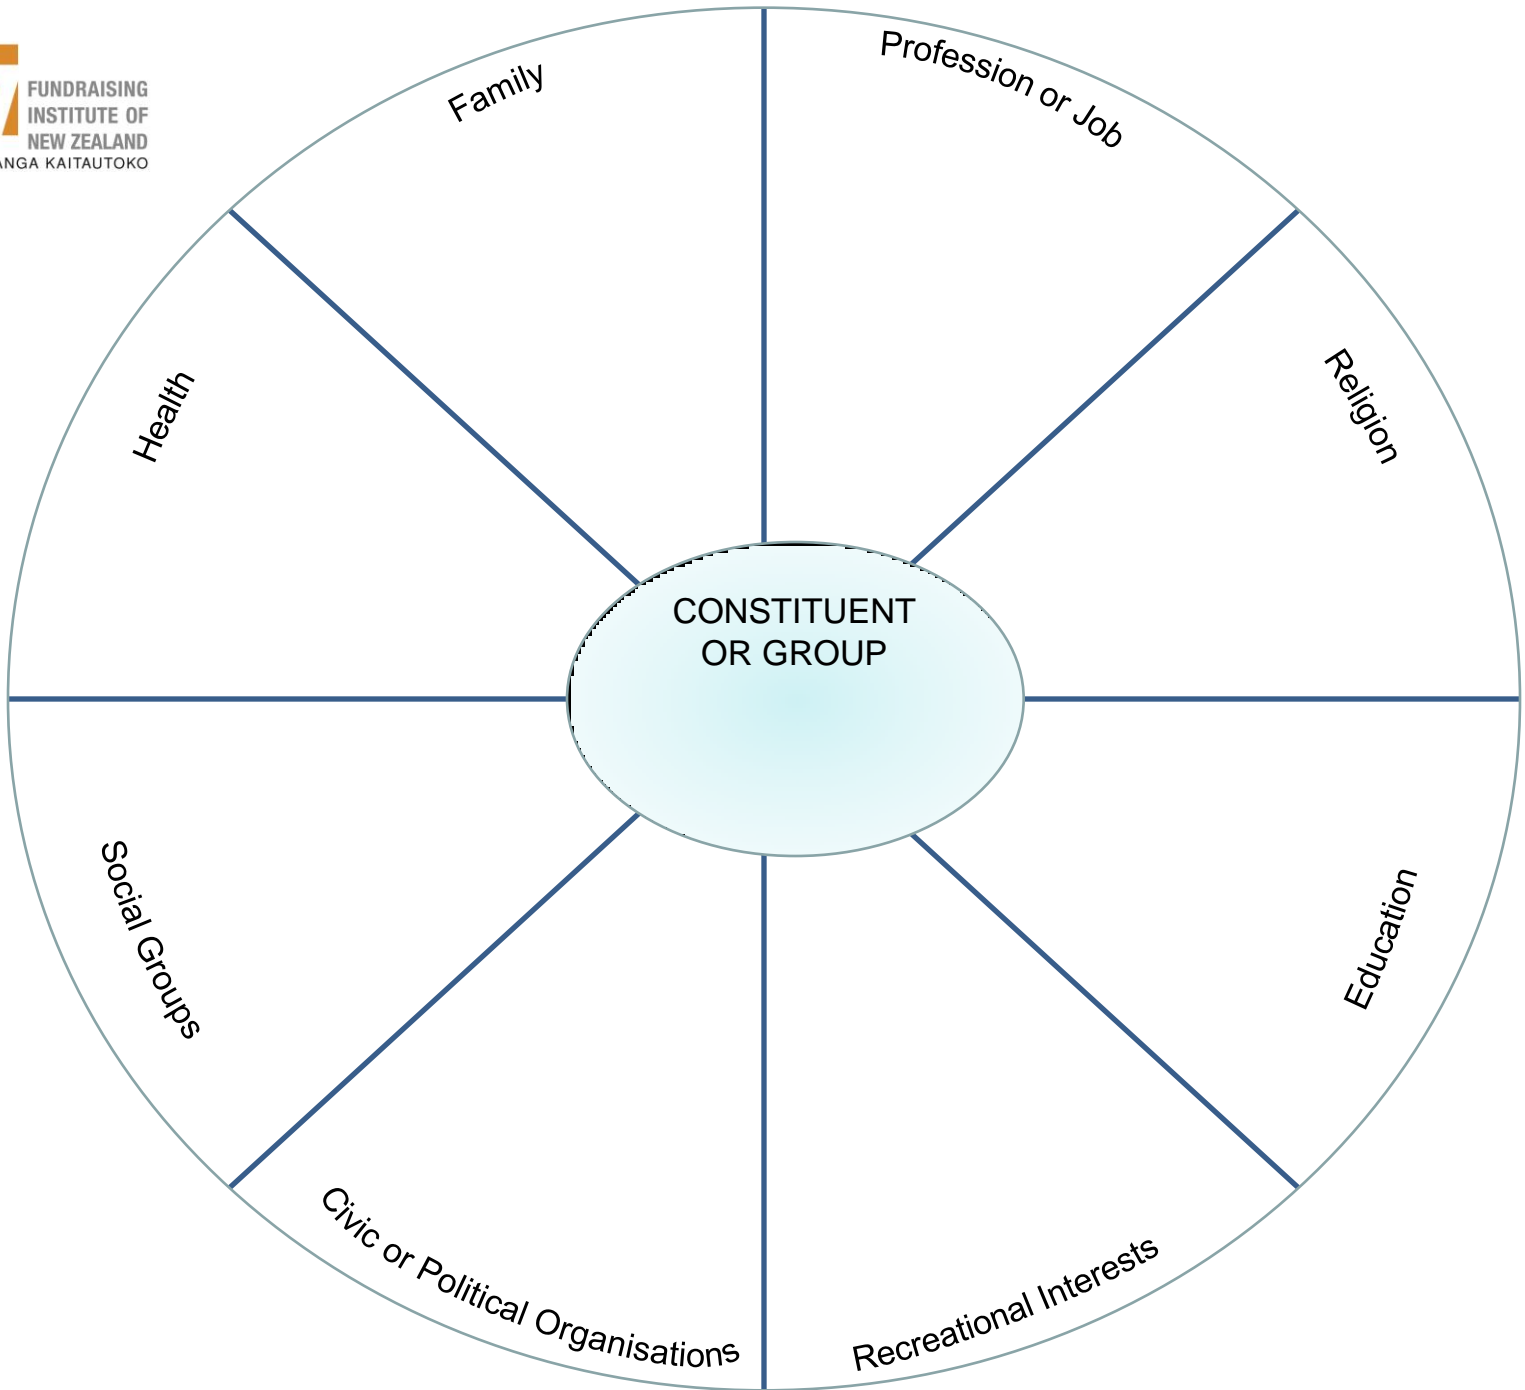 FUNDRAISING
INSTITUTE OF
NEW ZEALAND
KAITAUTOKO
Family
Profession or Job
Health
Religion
CONSTITUENT
OR GROUP
Social Groups
Education
Civic or Political Organisations
Recreational Interests